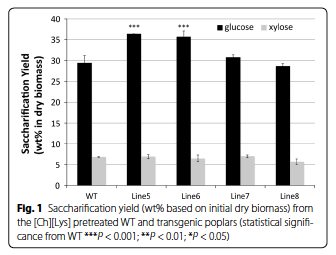 Saccharification Yield
(wt% in dry biomass)
40
35
30
25
20
15
10
5
0
***
***
glucose
xylose
WT
Line5
Line6
Line7
Line8
Fig. 1 Saccharification yield (wt% based on initial dry biomass) from
the [Ch][Lys] pretreated WT and transgenic poplars (statistical signifi-
cance from WT ***P < 0.001; **P < 0.01; *P < 0.05)